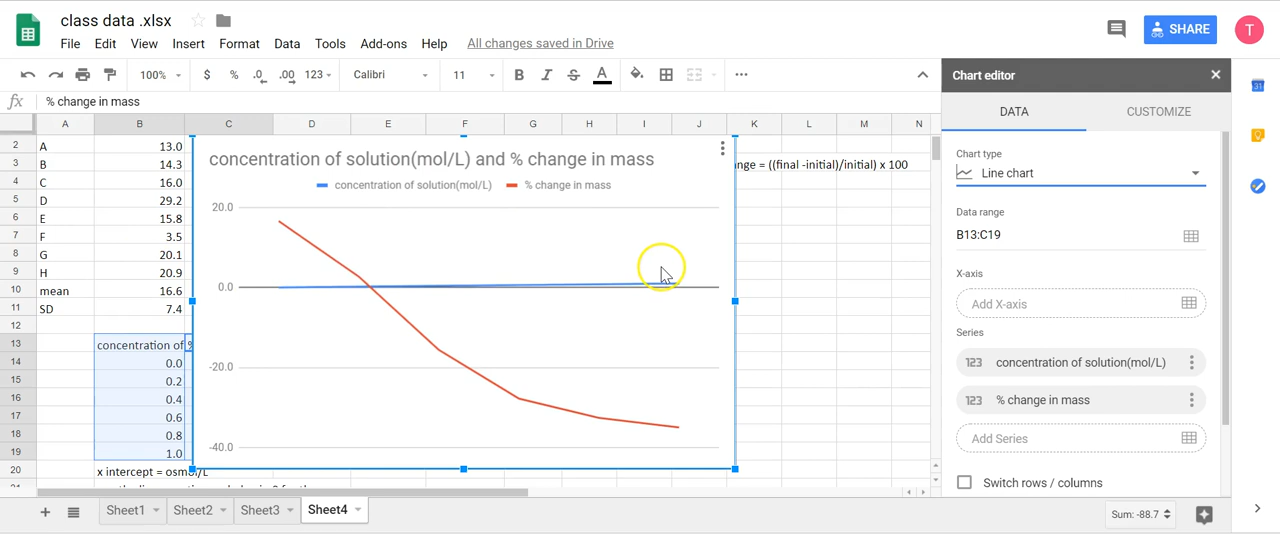 class data .xlsx
File Edit View Insert Format Data Tools Add-ons Help All changes saved in Drive
SHARE
T
100% $ % .0 .00 123 Calibri 11 B I S A
fx % change in mass
A B C D E F G H I J K L M N
2 A 13.0
3 B 14.3 nge = ((final -initial)/initial) x 100
4 C 16.0
5 D 29.2
6 E 15.8
7 F 3.5
8 G 20.1
9 H 20.9
10 mean 16.6
11 SD 7.4
12
13 concentration of %
14 0.0
15 0.2
16 0.4
17 0.6
18 0.8
19 1.0
20 x intercept = osmol/L
concentration of solution(mol/L) and % change in mass
concentration of solution(mol/L) % change in mass
20.0
0.0
-20.0
-40.0
Chart editor
DATA CUSTOMIZE
Chart type
Line chart
Data range
B13:C19
X-axis
Add X-axis
Series
123 concentration of solution(mol/L)
123 % change in mass
Add Series
Switch rows / columns
31
Sheet1 Sheet2 Sheet3 Sheet4
Sum: -88.7